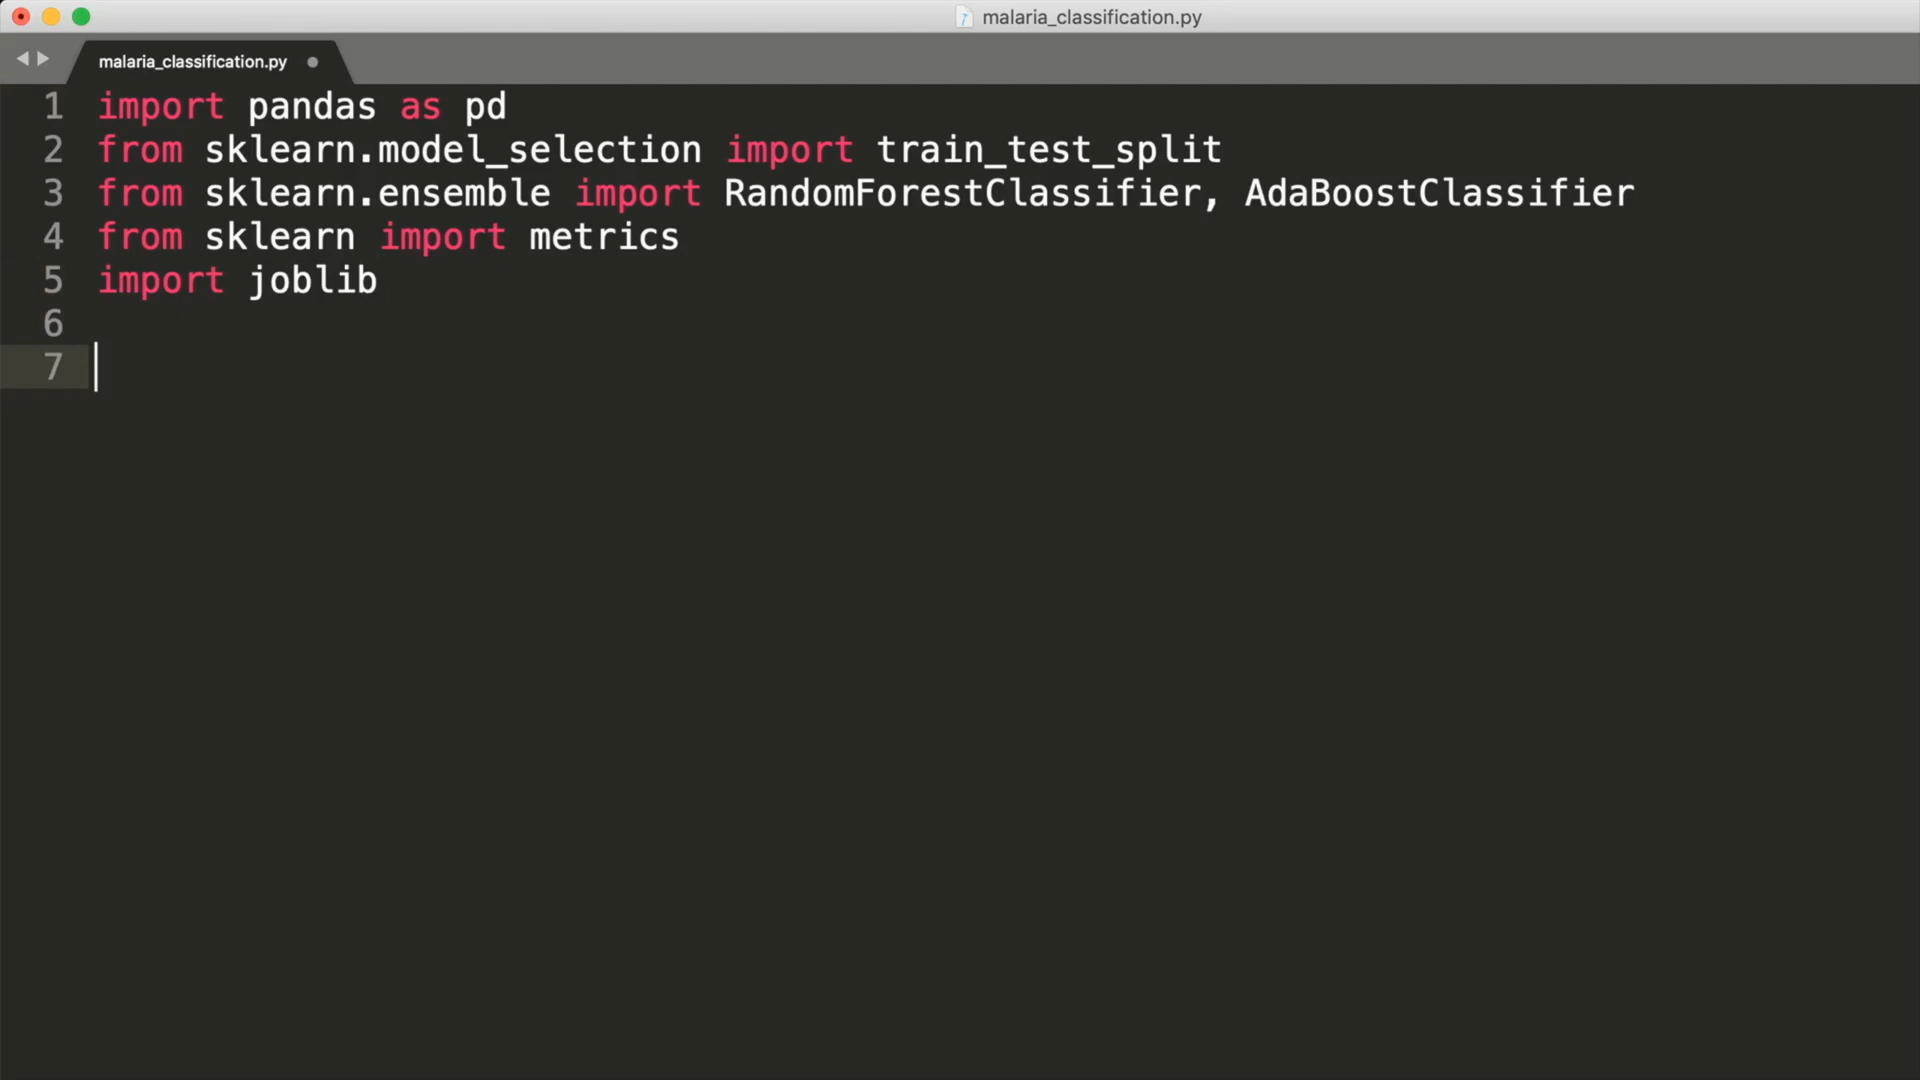 malaria_classification.py
malaria_classification.py
1 import pandas as pd
2 from sklearn.model_selection import train_test_split
3 from sklearn.ensemble import RandomForestClassifier, AdaBoostClassifier
4 from sklearn import metrics
5 import joblib
6
7